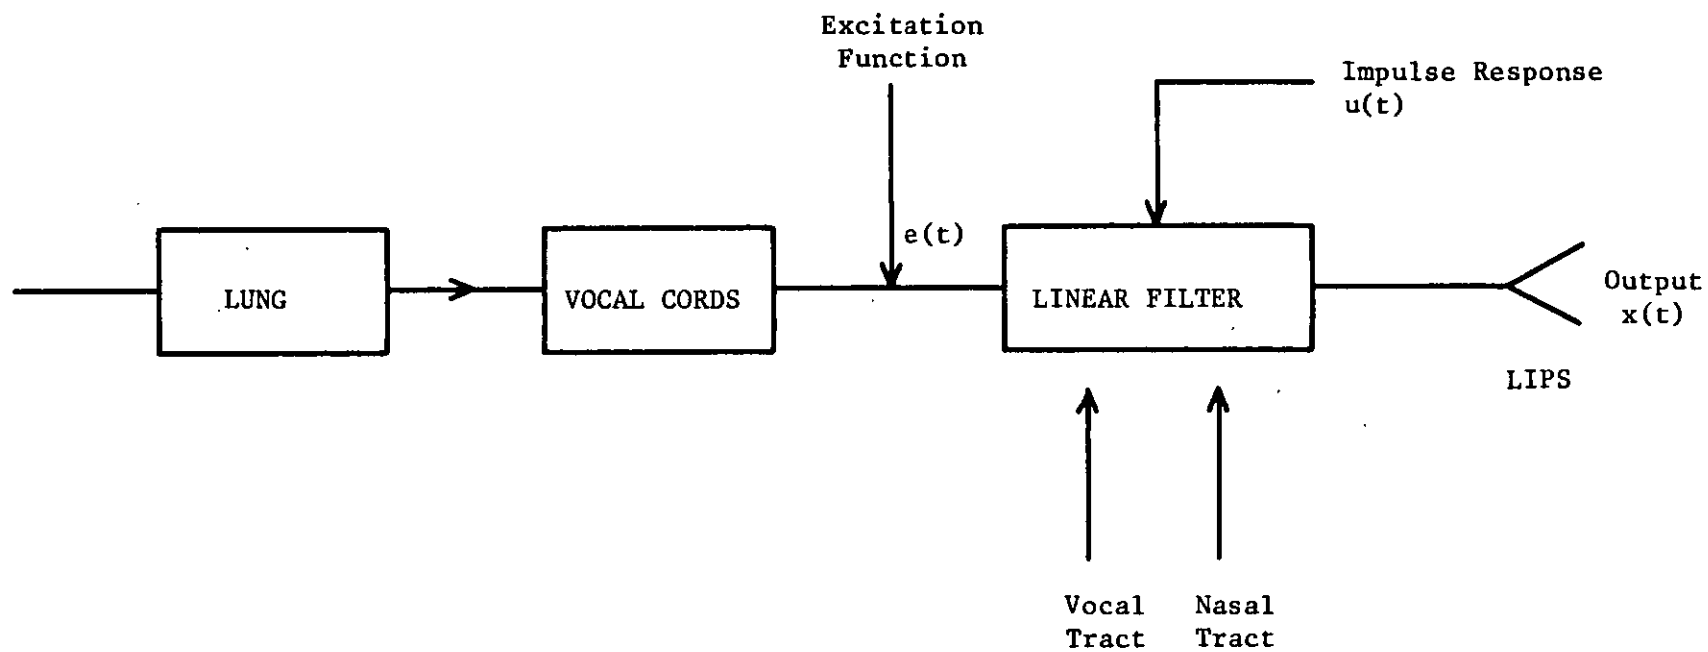 Excitation
Function
Impulse Response
u(t)
e(t)
LUNG
VOCAL CORDS
LINEAR FILTER
Output
x(t)
LIPS
Vocal
Tract
Nasal
Tract